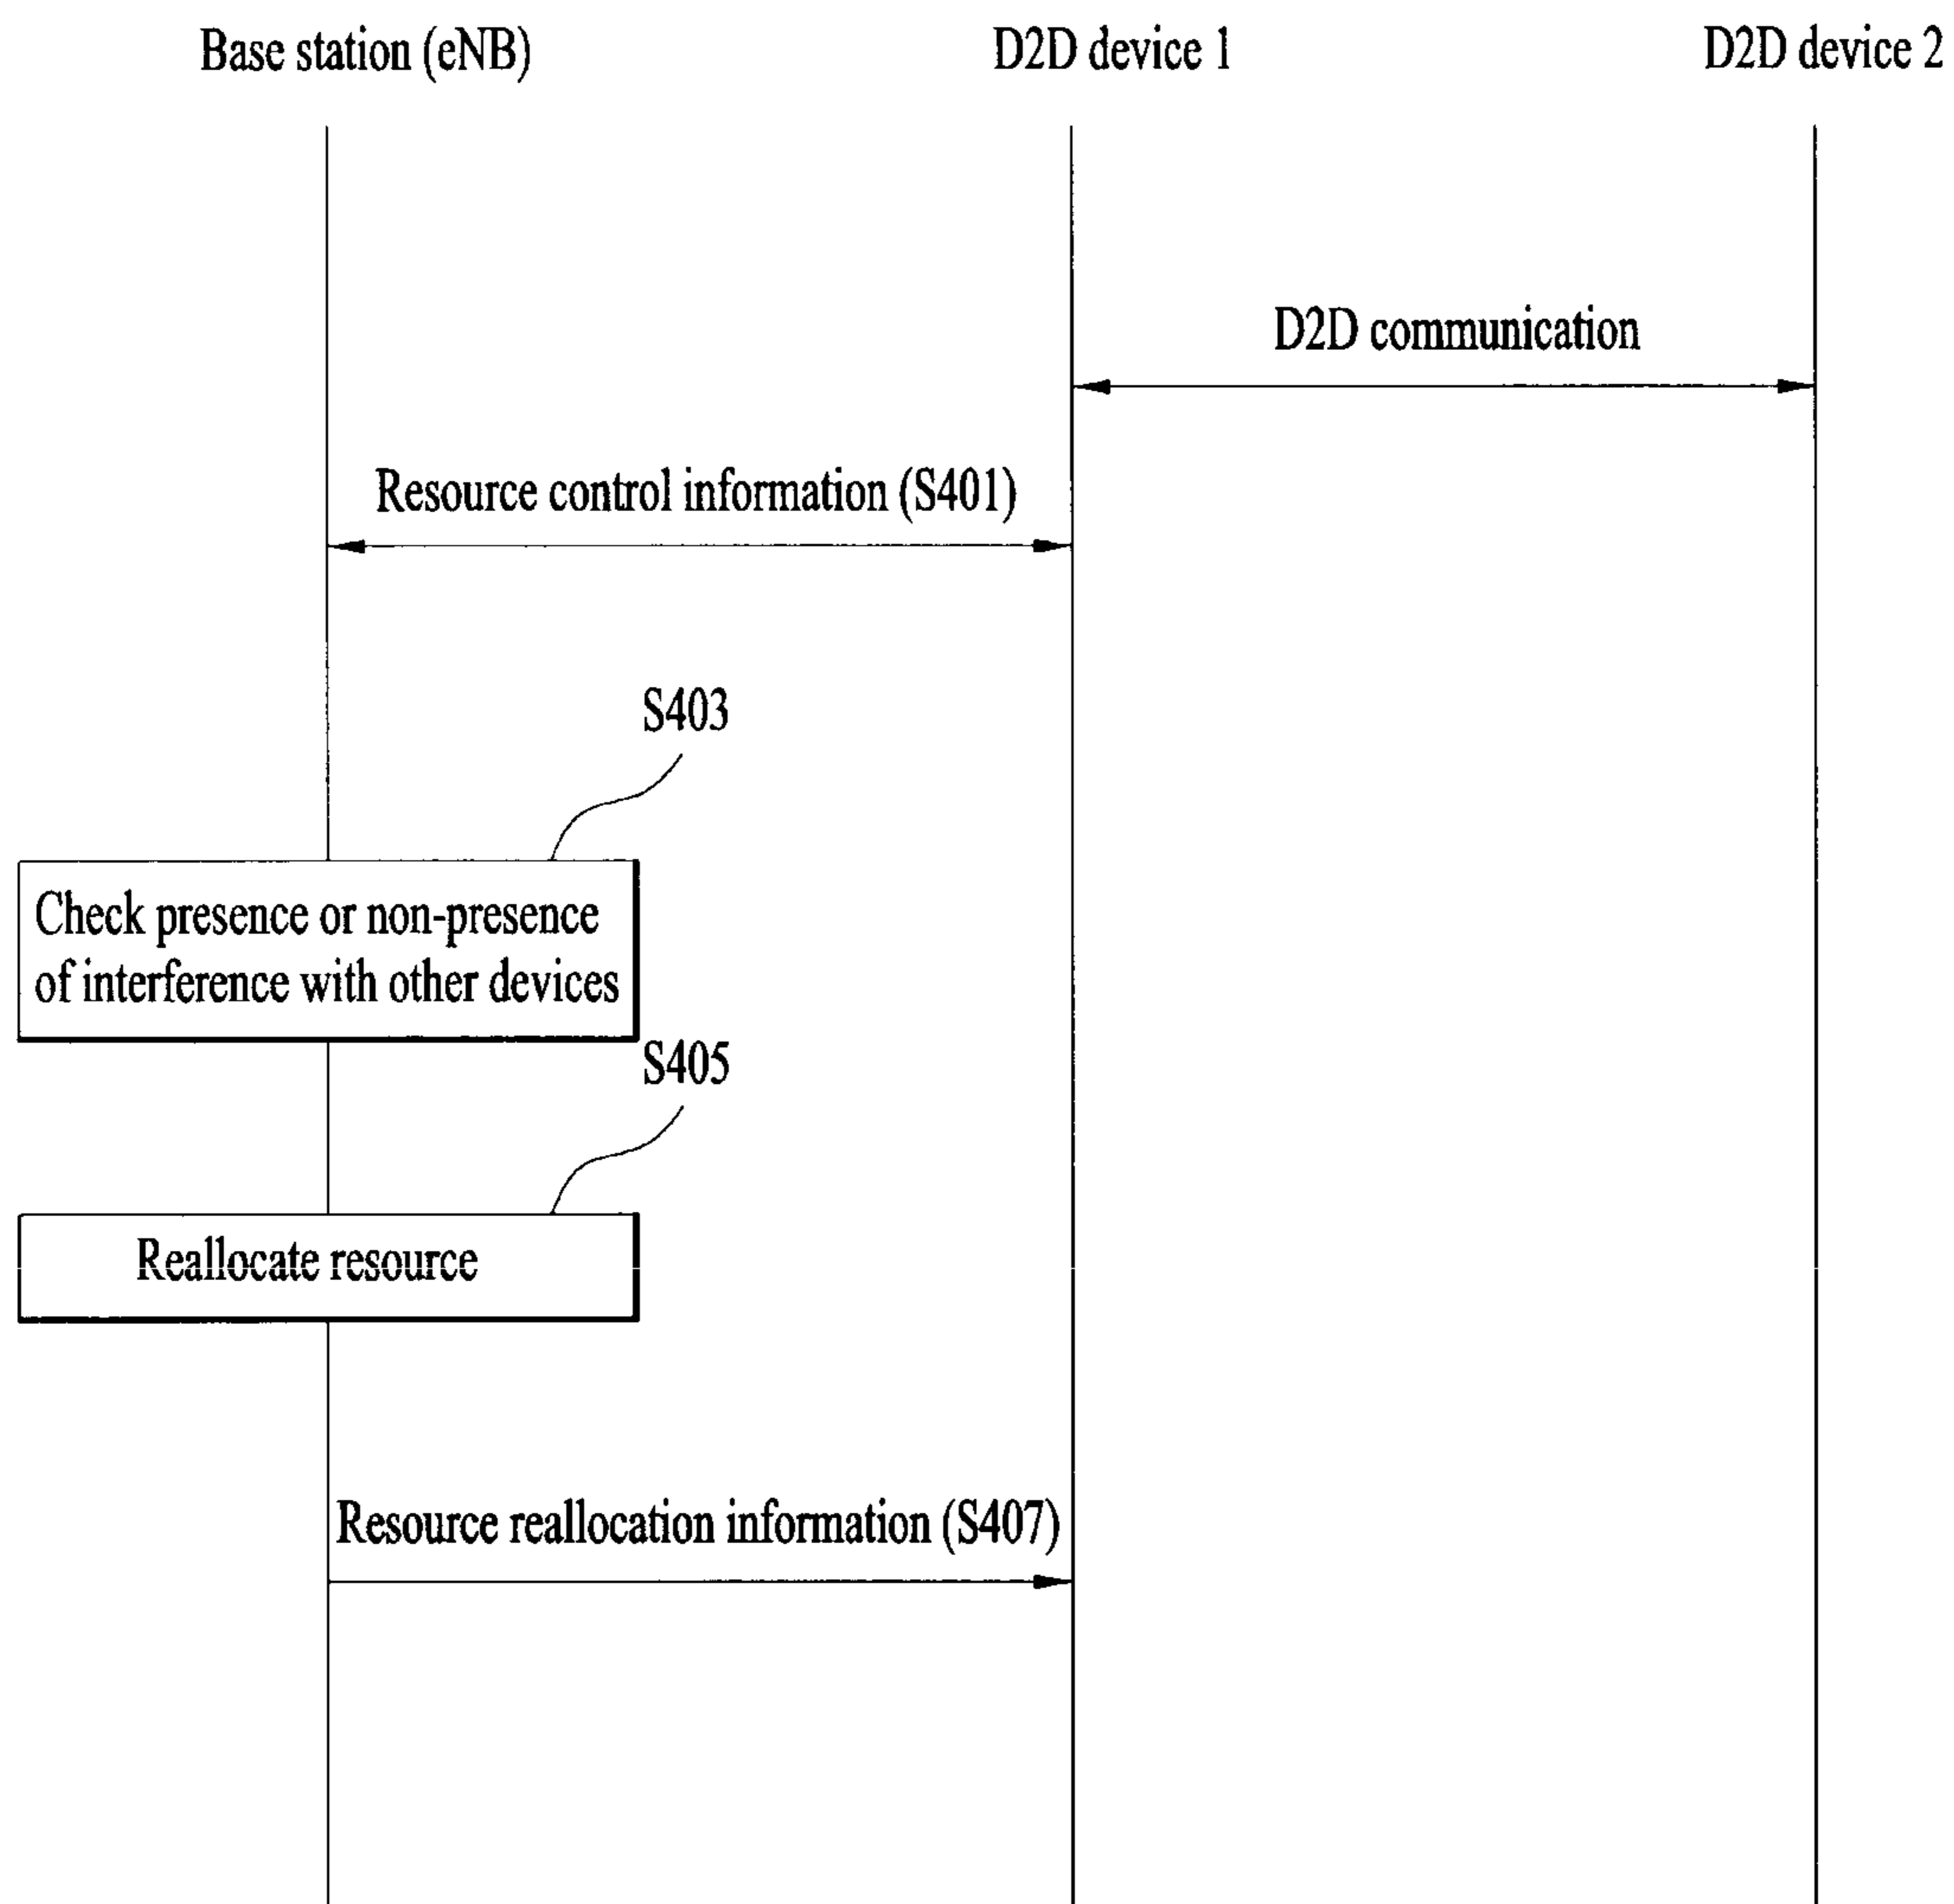 Base station (eNB)
D2D device 1
D2D device 2
D2D communication
Resource control information (S401)
S403
Check presence or non-presence
of interference with other devices
S405
Reallocate resource
Resource reallocation information (S407)